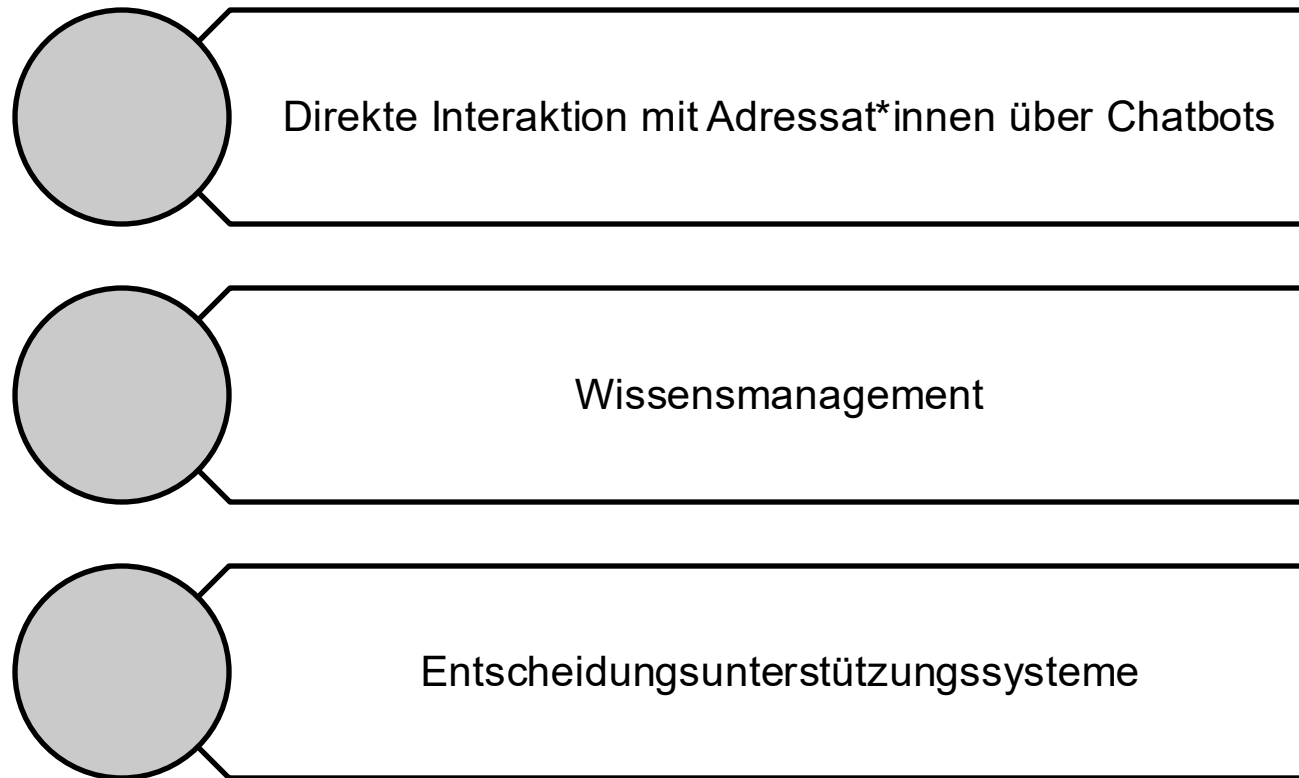 Direkte Interaktion mit Adressat*innen über Chatbots
Wissensmanagement
Entscheidungsunterstützungssysteme